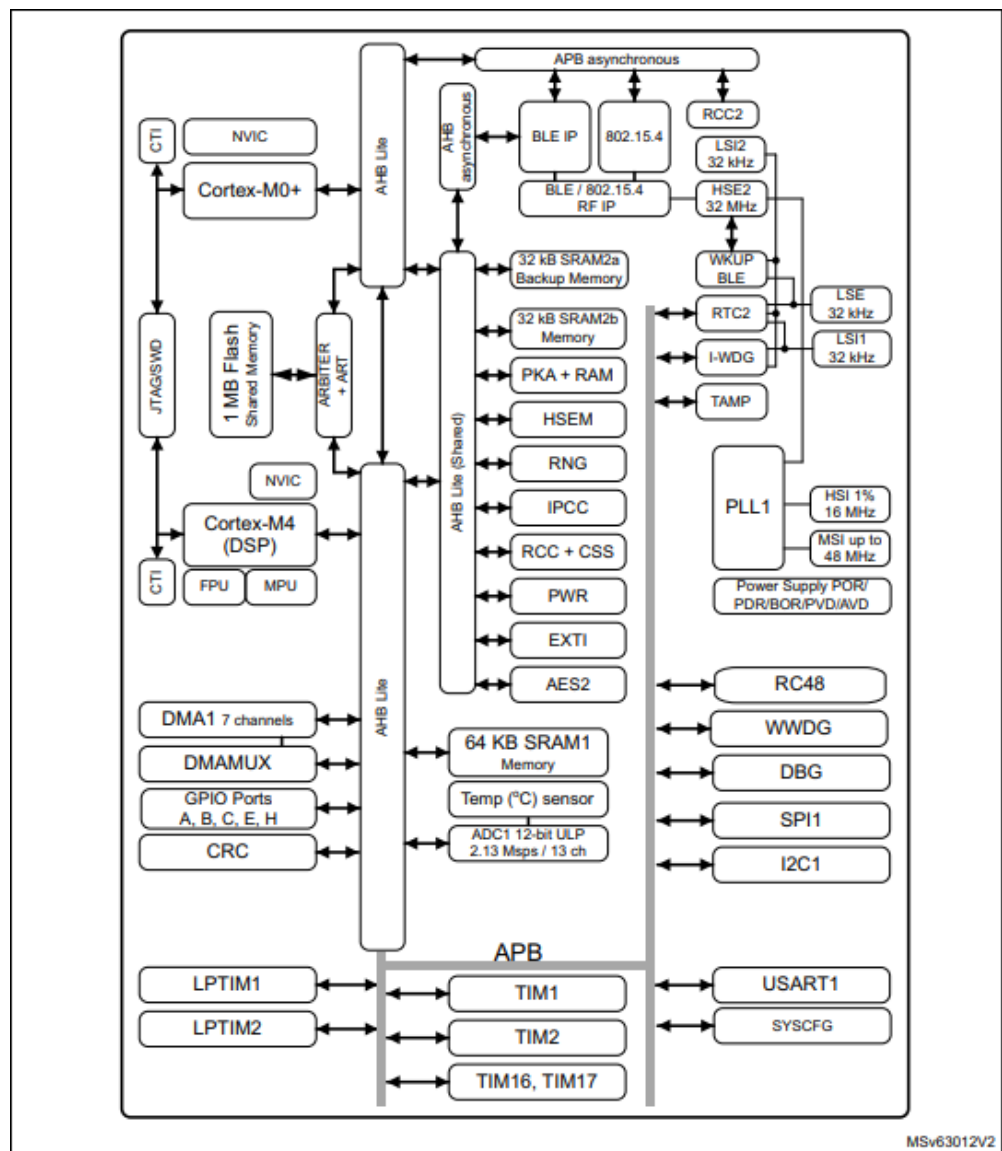 APB asynchronous
AHB
asynchronous
BLE IP
802.15.4
RCC2
CTI
NVIC
AHB Lite
LSI2
32 kHz
Cortex-M0+
BLE / 802.15.4
RF IP
HSE2
32 MHz
32 kB SRAM2a
Backup Memory
WKUP
BLE
LSE
32 kHz
RTC2
32 kB SRAM2b
Memory
LSI1
32 kHz
I-WDG
JTAG/SWD
1 MB Flash
Shared Memory
ARBITER
+ ART
PKA + RAM
TAMP
AHB Lite (Shared)
HSEM
RNG
NVIC
PLL1
HSI 1%
16 MHz
IPCC
Cortex-M4
(DSP)
RCC + CSS
MSI up to
48 MHz
CTI
FPU
MPU
PWR
Power Supply POR/
PDR/BOR/PVD/AVD
EXTI
AHB Lite
AES2
RC48
DMA1 7 channels
WWDG
64 KB SRAM1
Memory
DMAMUX
DBG
Temp (ºC) sensor
GPIO Ports
A, B, C, E, H
SPI1
ADC1 12-bit ULP
2.13 Msps / 13 ch
CRC
I2C1
APB
LPTIM1
TIM1
USART1
LPTIM2
TIM2
SYSCFG
TIM16, TIM17
MSv63012V2